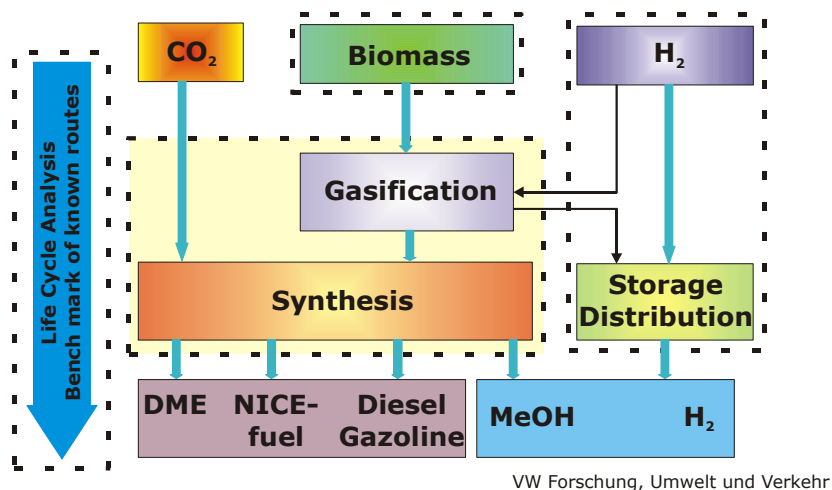 CO₂
Biomass
H₂
Life Cycle Analysis
Bench mark of known routes
Gasification
Synthesis
Storage
Distribution
DME
NICE-
fuel
Diesel
Gazoline
MeOH
H₂
VW Forschung, Umwelt und Verkehr